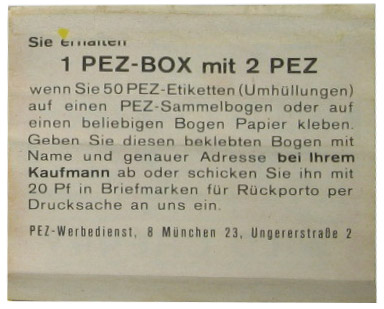 Sie erhalten
1 PEZ-BOX mit 2 PEZ
wenn Sie 50 PEZ-Etiketten (Umhüllungen)
auf einen PEZ-Sammelbogen oder auf
einen beliebigen Bogen Papier kleben.
Geben Sie diesen beklebten Bogen mit
Name und genauer Adresse bei Ihrem
Kaufmann ab oder schicken Sie ihn mit
20 Pf in Briefmarken für Rückporto per
Drucksache an uns ein.
PEZ-Werbedienst, 8 München 23, Ungererstraße 2